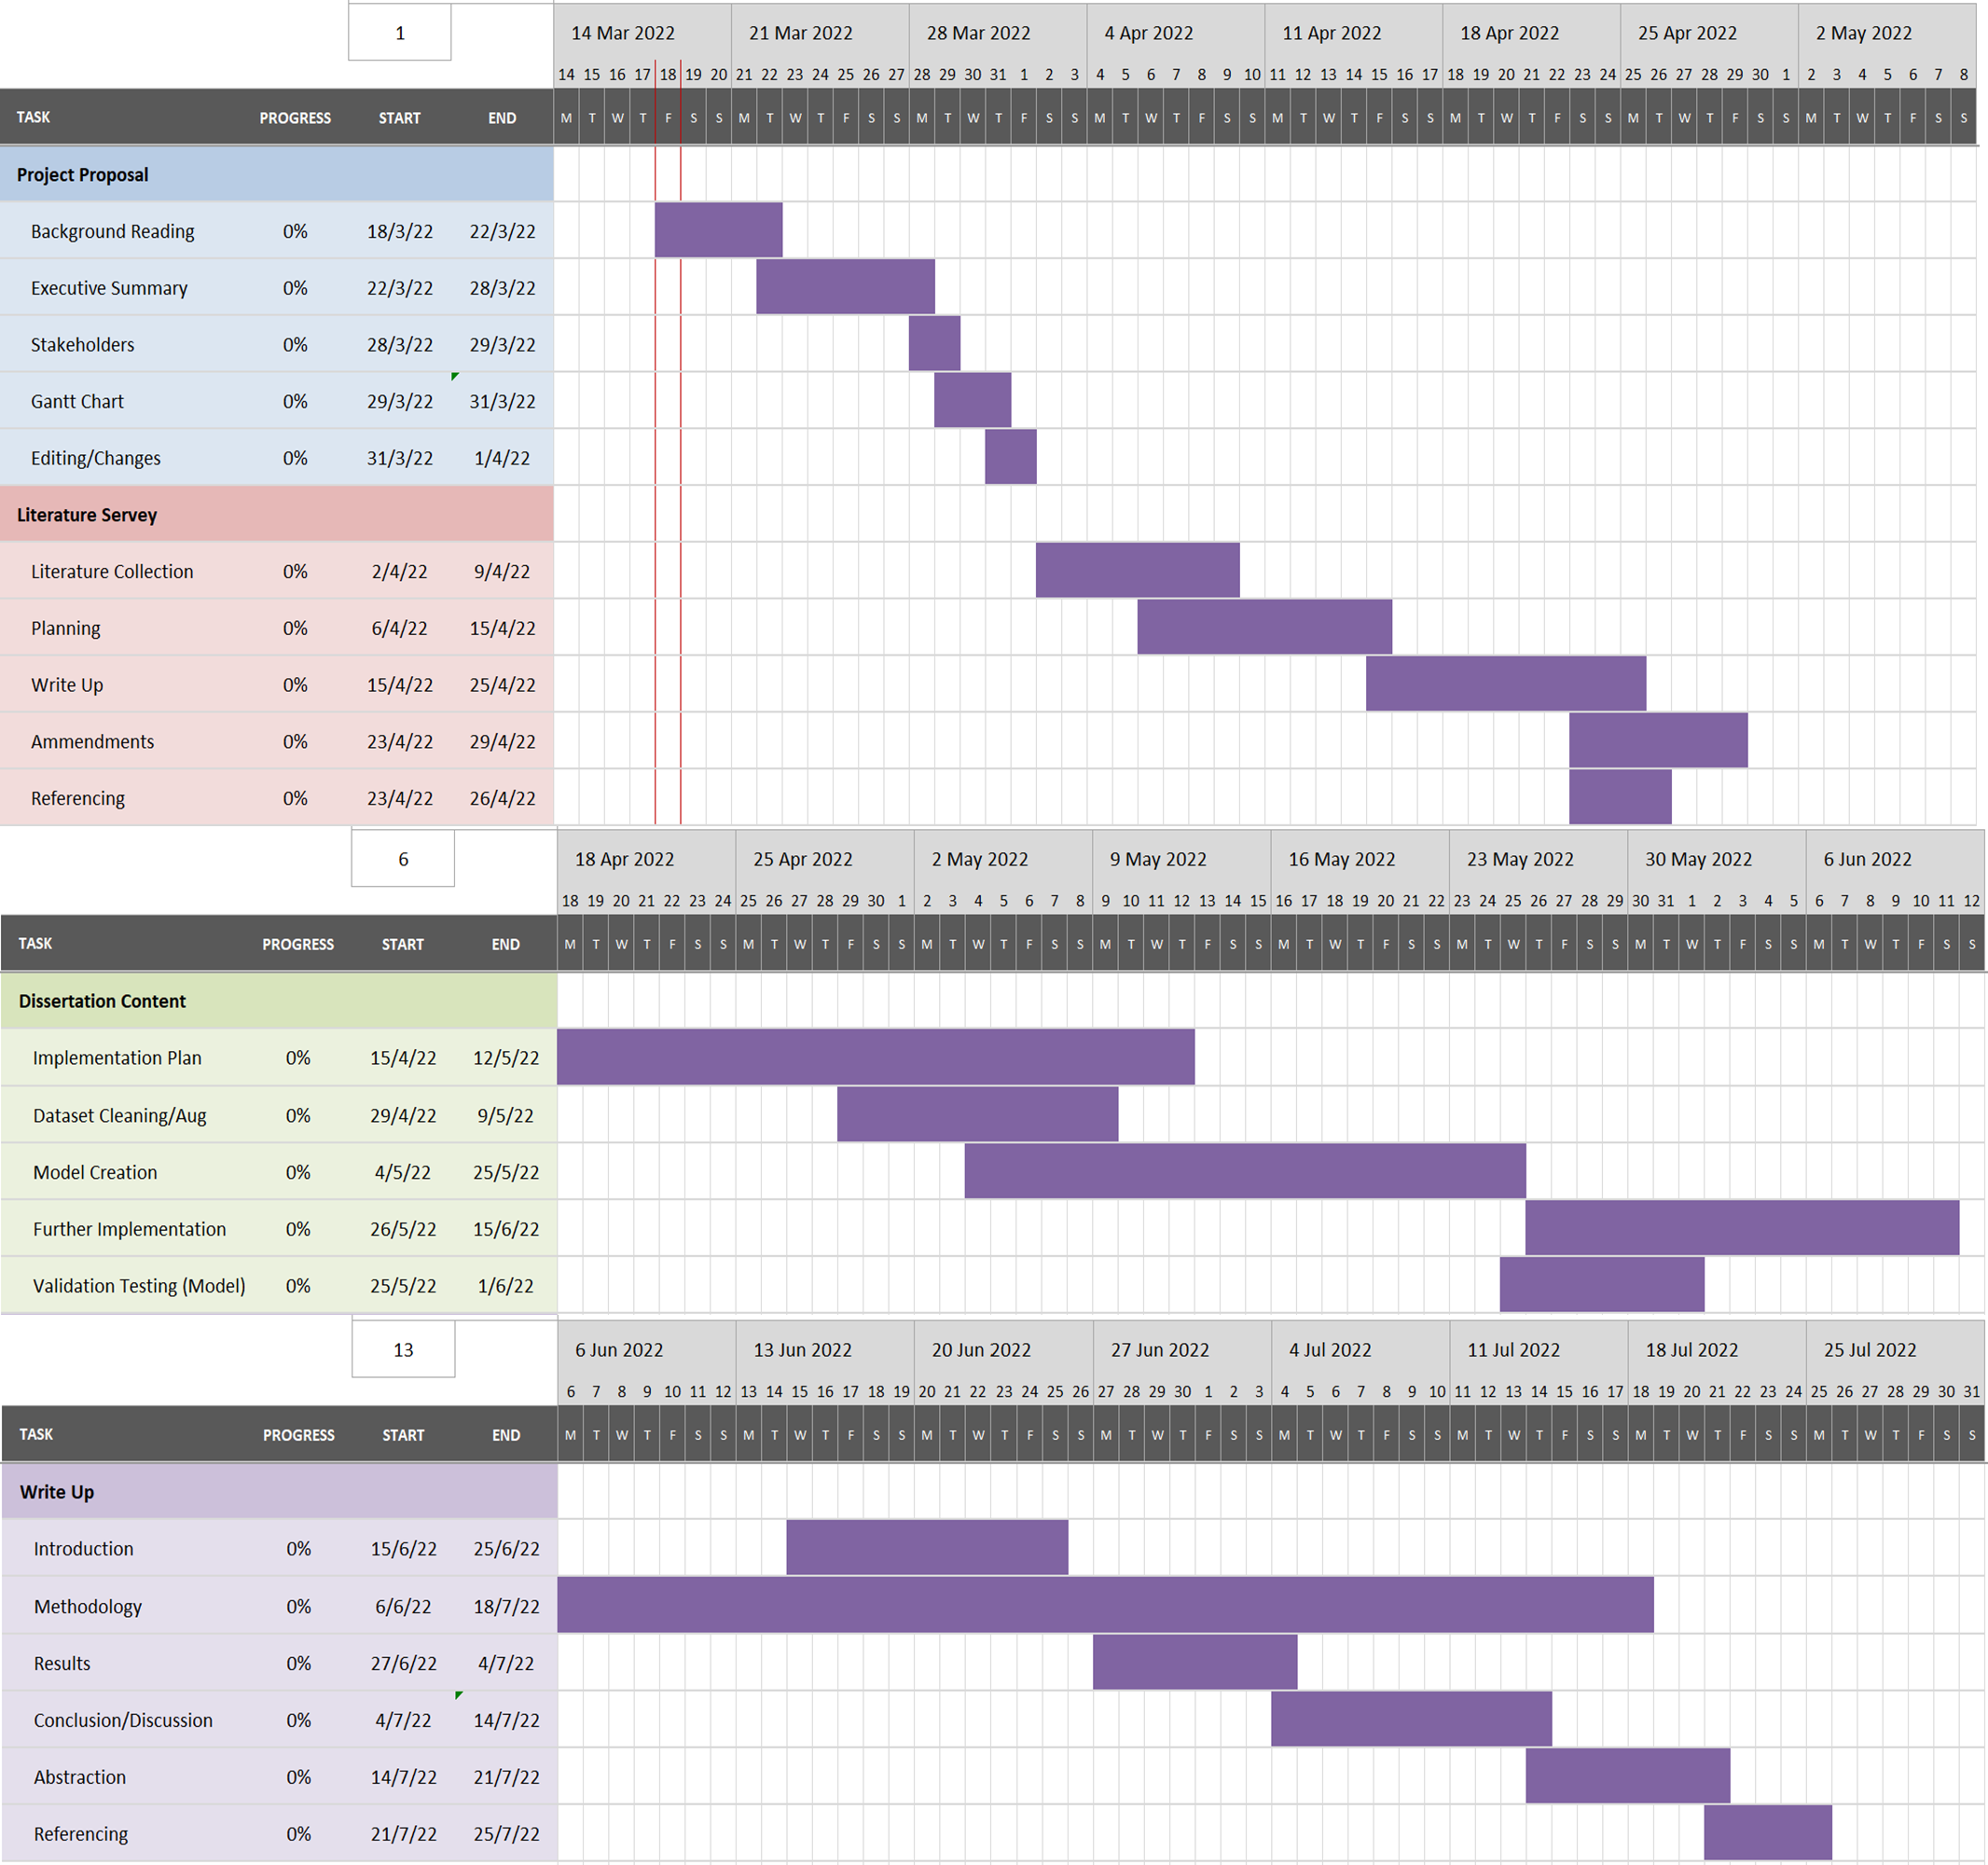 1 14 Mar 2022 21 Mar 2022 28 Mar 2022 4 Apr 2022 11 Apr 2022 18 Apr 2022 25 Apr 2022 2 May 2022
14 15 16 17 18 19 20 21 22 23 24 25 26 27 28 29 30 31 1 2 3 4 5 6 7 8 9 10 11 12 13 14 15 16 17 18 19 20 21 22 23 24 25 26 27 28 29 30 1 2 3 4 5 6 7 8
TASK PROGRESS START END M T W T F S S M T W T F S S M T W T F S S M T W T F S S M T W T F S S M T W T F S S M T W T F S S M T W T F S S
Project Proposal
Background Reading 0% 18/3/22 22/3/22
Executive Summary 0% 22/3/22 28/3/22
Stakeholders 0% 28/3/22 29/3/22
Gantt Chart 0% 29/3/22 31/3/22
Editing/Changes 0% 31/3/22 1/4/22
Literature Servey
Literature Collection 0% 2/4/22 9/4/22
Planning 0% 6/4/22 15/4/22
Write Up 0% 15/4/22 25/4/22
Ammendments 0% 23/4/22 29/4/22
Referencing 0% 23/4/22 26/4/22
6 18 Apr 2022 25 Apr 2022 2 May 2022 9 May 2022 16 May 2022 23 May 2022 30 May 2022 6 Jun 2022
18 19 20 21 22 23 24 25 26 27 28 29 30 1 2 3 4 5 6 7 8 9 10 11 12 13 14 15 16 17 18 19 20 21 22 23 24 25 26 27 28 29 30 31 1 2 3 4 5 6 7 8 9 10 11 12
TASK PROGRESS START END M T W T F S S M T W T F S S M T W T F S S M T W T F S S M T W T F S S M T W T F S S M T W T F S S M T W T F S S
Dissertation Content
Implementation Plan 0% 15/4/22 12/5/22
Dataset Cleaning/Aug 0% 29/4/22 9/5/22
Model Creation 0% 4/5/22 25/5/22
Further Implementation 0% 26/5/22 15/6/22
Validation Testing (Model) 0% 25/5/22 1/6/22
13 6 Jun 2022 13 Jun 2022 20 Jun 2022 27 Jun 2022 4 Jul 2022 11 Jul 2022 18 Jul 2022 25 Jul 2022
6 7 8 9 10 11 12 13 14 15 16 17 18 19 20 21 22 23 24 25 26 27 28 29 30 1 2 3 4 5 6 7 8 9 10 11 12 13 14 15 16 17 18 19 20 21 22 23 24 25 26 27 28 29 30 31
TASK PROGRESS START END M T W T F S S M T W T F S S M T W T F S S M T W T F S S M T W T F S S M T W T F S S M T W T F S S M T W T F S S
Write Up
Introduction 0% 15/6/22 25/6/22
Methodology 0% 6/6/22 18/7/22
Results 0% 27/6/22 4/7/22
Conclusion/Discussion 0% 4/7/22 14/7/22
Abstraction 0% 14/7/22 21/7/22
Referencing 0% 21/7/22 25/7/22